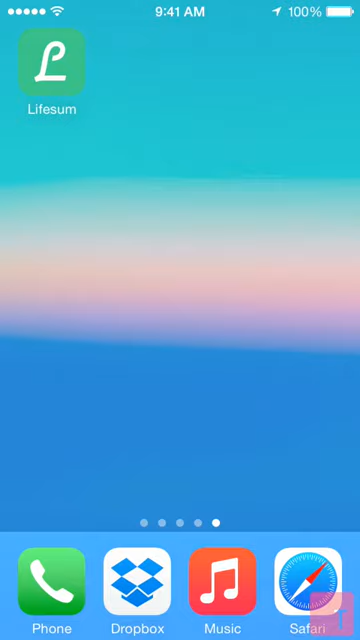 9:41 AM
100%
Lifesum
Phone
Dropbox
Music
Safari
T